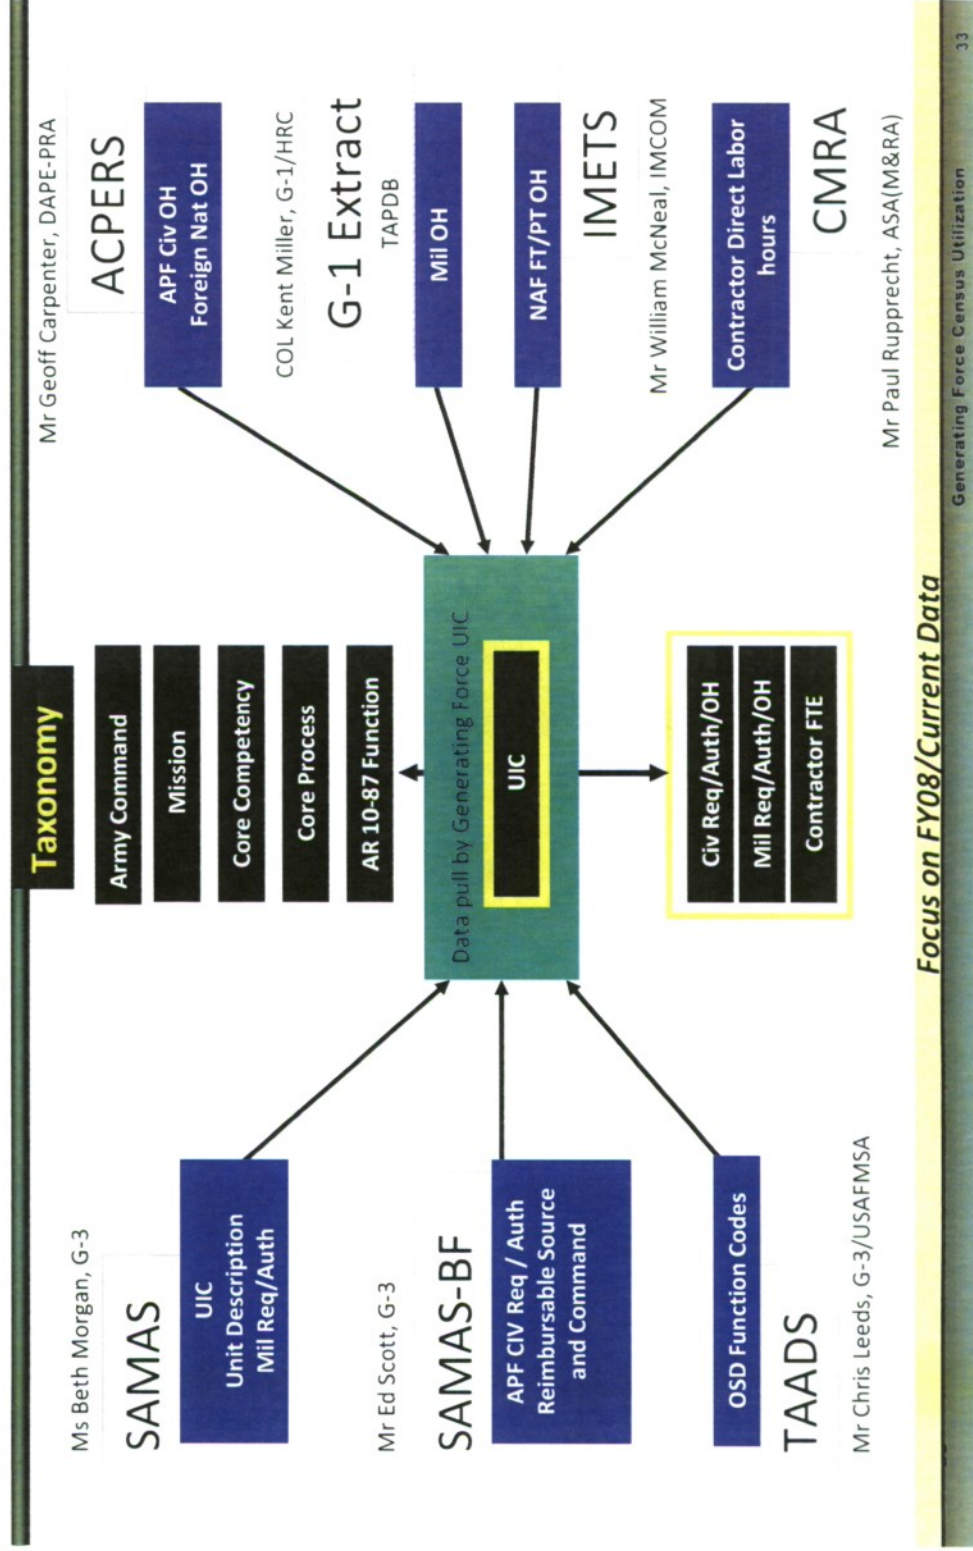 Taxonomy
Ms Beth Morgan, G-3
SAMAS
UIC
Unit Description
Mil Req/Auth
Mr Ed Scott, G-3
SAMAS-BF
APF CIV Req / Auth
Reimbursable Source
and Command
OSD Function Codes
TAADS
Mr Chris Leeds, G-3/USAFMSA
Army Command
Mission
Core Competency
Core Process
AR 10-87 Function
Data pull by Generating Force UIC
UIC
Civ Req/Auth/OH
Mil Req/Auth/OH
Contractor FTE
Mr Geoff Carpenter, DAPE-PRA
ACPERS
APF Civ OH
Foreign Nat OH
COL Kent Miller, G-1/HRC
G-1 Extract
TAPDB
Mil OH
NAF FT/PT OH
IMETS
Mr William McNeal, IMCOM
Contractor Direct Labor
hours
CMRA
Mr Paul Rupprecht, ASA(M&RA)
Focus on FY08/Current Data
Generating Force Census Utilization
33